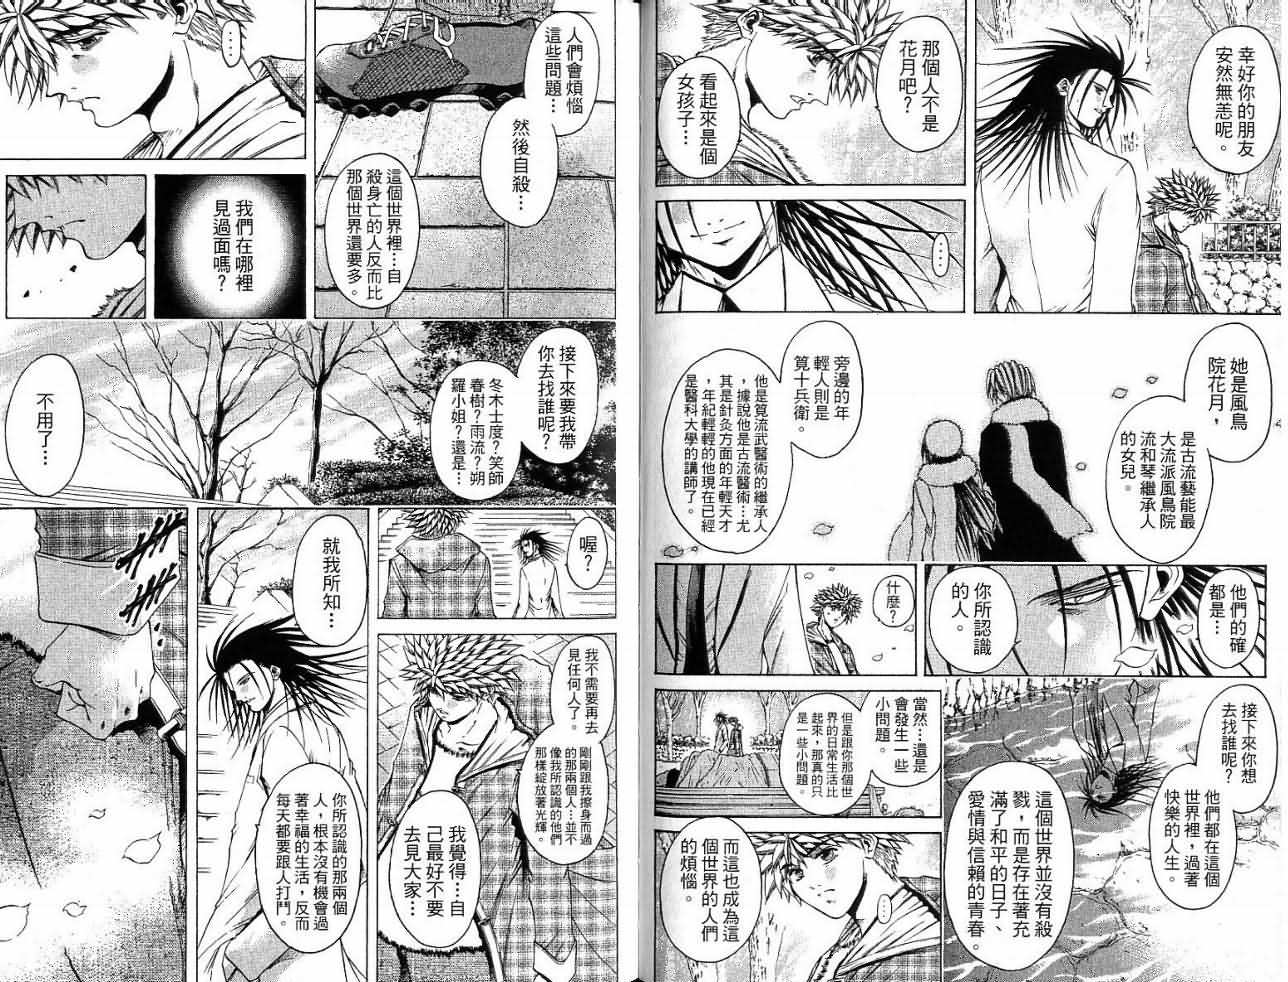 幸好你的朋友
安然無恙呢。
那個人不是
花月吧？
看起來是個
女孩子…
…
她是風鳥
院花月，
是古流藝能最
大流派風鳥院
流和琴繼承人
的女兒。
旁邊的年
輕人則是
筧十兵衛。
他是筧流武醫術的繼承人
，據說他是古流醫術…尤
其是針灸方面的年輕天才
，年紀輕輕的他現在已經
是醫科大學的講師了。
他們的確
都是…
你所認識
的人。
什麼？
接下來你想
去找誰呢？
他們都在這個
世界裡，過著
快樂的人生。
這個世界並沒有殺
戮，而是存在著充
滿了和平的日子、
愛情與信賴的青春。
當然…還是
會發生一些
小問題。
但是跟你那個世
界的日常生活比
起來，那真的只
是一些小問題。
…
而這也成為這
個世界的人們
的煩惱。
人們會煩惱
這些問題…
然後自殺…
這個世界裡…自
殺身亡的人反而比
那個世界還要多。
…
我們在哪裡
見過面嗎？
接下來要我帶
你去找誰呢？
冬木士度？笑師
春樹？雨流？朔
羅小姐？還是…
不用了…
喔？
我不需要再去
見任何人了。
剛剛跟我擦身而過
的那兩個人…並不
像我所認識的他們
那樣綻放著光輝。
我覺得…自
己最好不要
去見大家…
就我所知…
你所認識的那兩個
人，根本沒有機會過
著幸福的生活，反而
每天都要跟人打鬥。